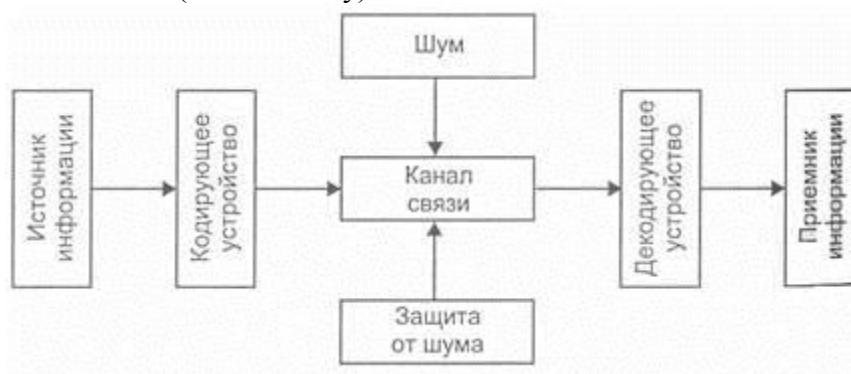 Шум
Источник
информации
Кодирующее
устройство
Канал
связи
Декодирующее
устройство
Приемник
информации
Защита
от шума